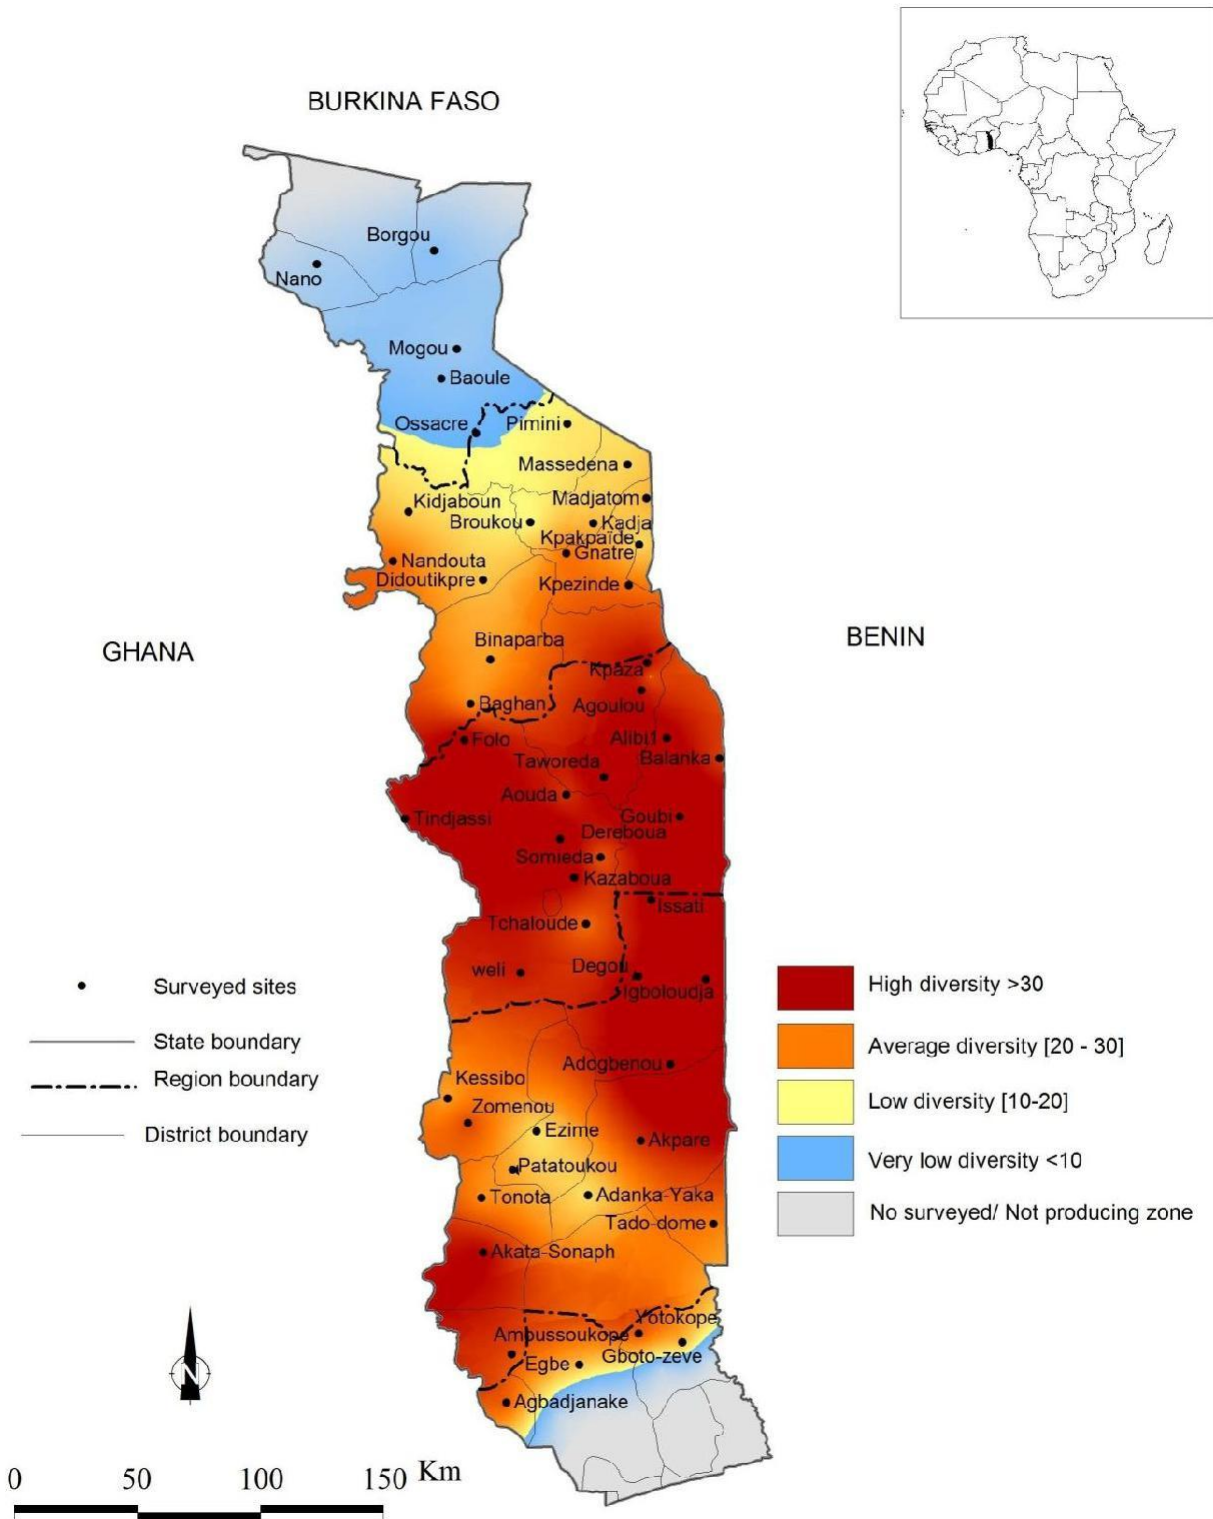 BURKINA FASO
Borgou
Nano
Mogou
Baoule
Ossacre
Pimini
Massedena
Kidjaboun
Madjatom
Broukou
Kadja
Kpakpaïde
Gnatre
Nandouta
Didoutikpre
Kpezinde
GHANA
BENIN
Binaparba
Kpaza
Baghan
Agoulou
Folo
Alibi1
Balanka
Taworeda
Aouda
Tindjassi
Goubi
Dereboua
Somieda
Kazaboua
Issati
Tchaloude
weli
Degou
Igboloudja
Adogbenou
Kessibo
Zomenou
Ezime
Akpare
Patatoukou
Tonota
Adanka-Yaka
Tado-dome
Akata-Sonaph
Yotokope
Amoussoukope
Gboto-zeve
Egbe
Agbadjanake
Surveyed sites
State boundary
Region boundary
District boundary
High diversity >30
Average diversity [20 - 30]
Low diversity [10-20]
Very low diversity <10
No surveyed/ Not producing zone
N
0 50 100 150 Km